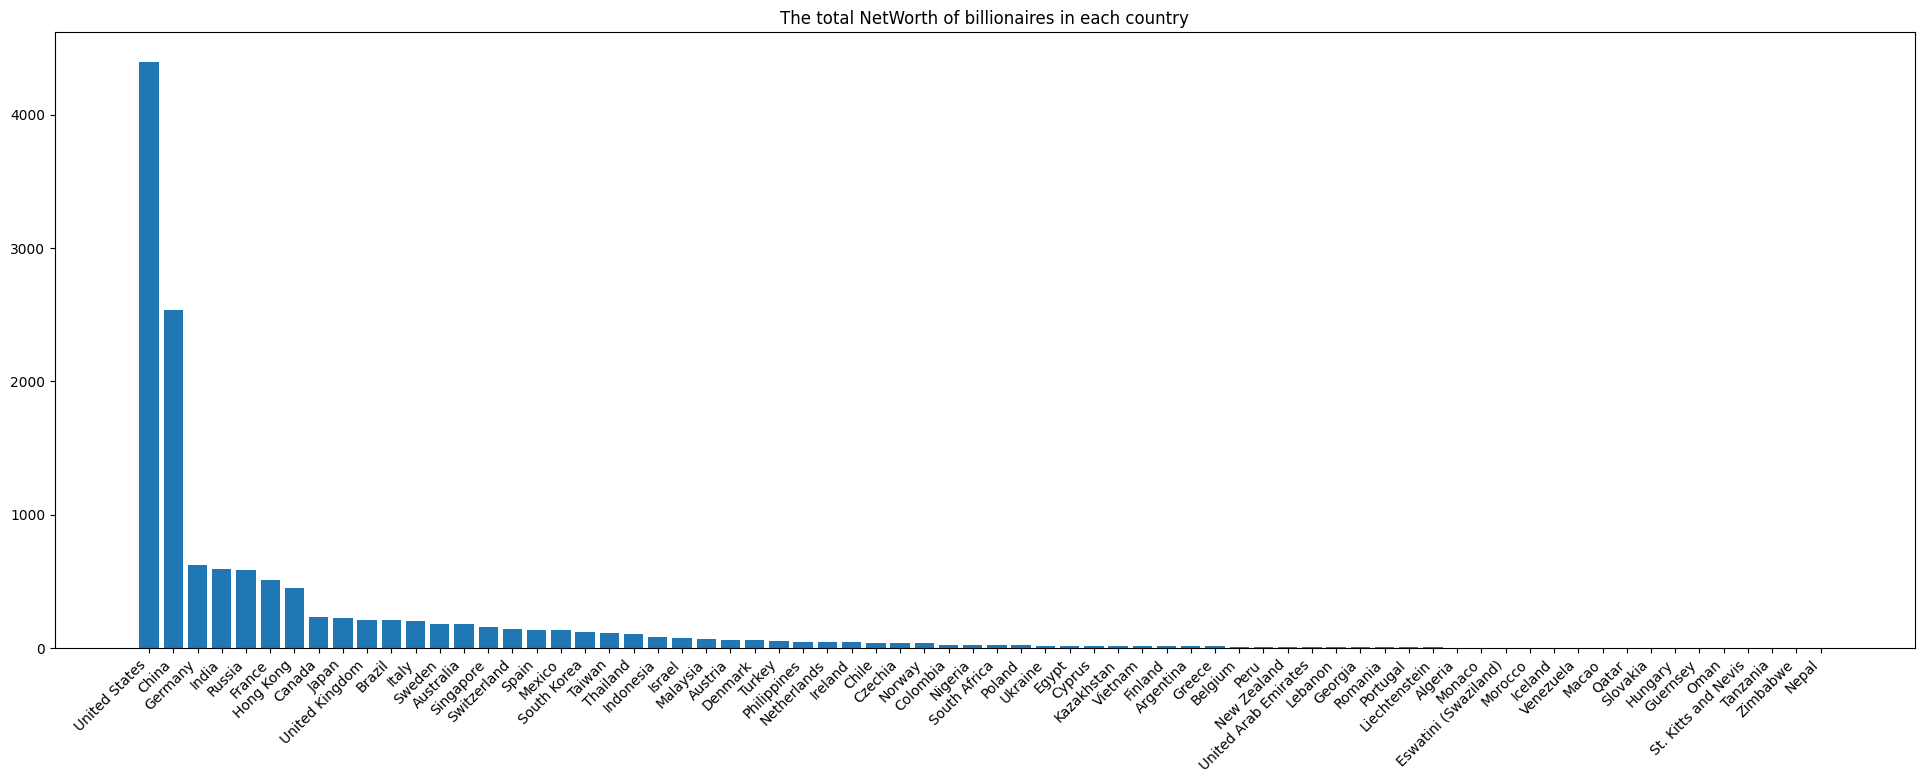 The total NetWorth of billionaires in each country
4000
3000
2000
1000
0
United States
China
Germany
India
Russia
France
Hong Kong
Canada
Japan
United Kingdom
Brazil
Italy
Sweden
Australia
Singapore
Switzerland
Spain
Mexico
South Korea
Taiwan
Thailand
Indonesia
Israel
Malaysia
Austria
Denmark
Turkey
Philippines
Netherlands
Ireland
Chile
Czechia
Norway
Colombia
Nigeria
South Africa
Poland
Ukraine
Egypt
Cyprus
Kazakhstan
Vietnam
Finland
Argentina
Greece
Belgium
Peru
New Zealand
United Arab Emirates
Lebanon
Georgia
Romania
Portugal
Liechtenstein
Algeria
Monaco
Eswatini (Swaziland)
Morocco
Iceland
Venezuela
Macao
Qatar
Slovakia
Hungary
Guernsey
Oman
St. Kitts and Nevis
Tanzania
Zimbabwe
Nepal